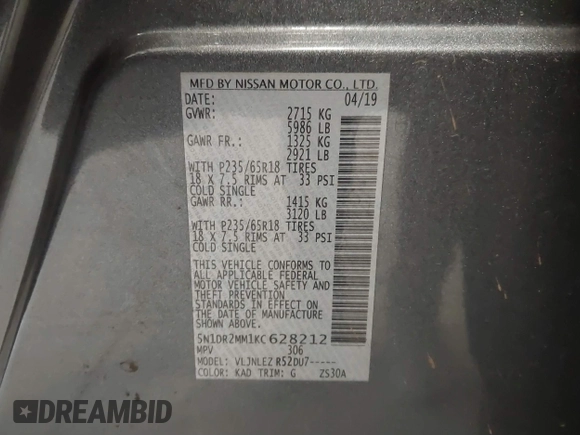 MFD BY NISSAN MOTOR CO., LTD.
DATE: 04/19
GVWR: 2715 KG
5986 LB
GAWR FR.: 1325 KG
2921 LB
WITH P235/65R18 TIRES
18 X 7.5 RIMS AT 33 PSI
COLD SINGLE
GAWR RR.: 1415 KG
3120 LB
WITH P235/65R18 TIRES
18 X 7.5 RIMS AT 33 PSI
COLD SINGLE
THIS VEHICLE CONFORMS TO
ALL APPLICABLE FEDERAL
MOTOR VEHICLE SAFETY AND
THEFT PREVENTION
STANDARDS IN EFFECT ON
THE DATE OF MANUFACTURE
SHOWN ABOVE.
5N1DR2MM1KC628212
MPV 306
MODEL: VLJNLEZ R52DU7-----
COLOR: KAD TRIM: G ZS30A
DREAMBID